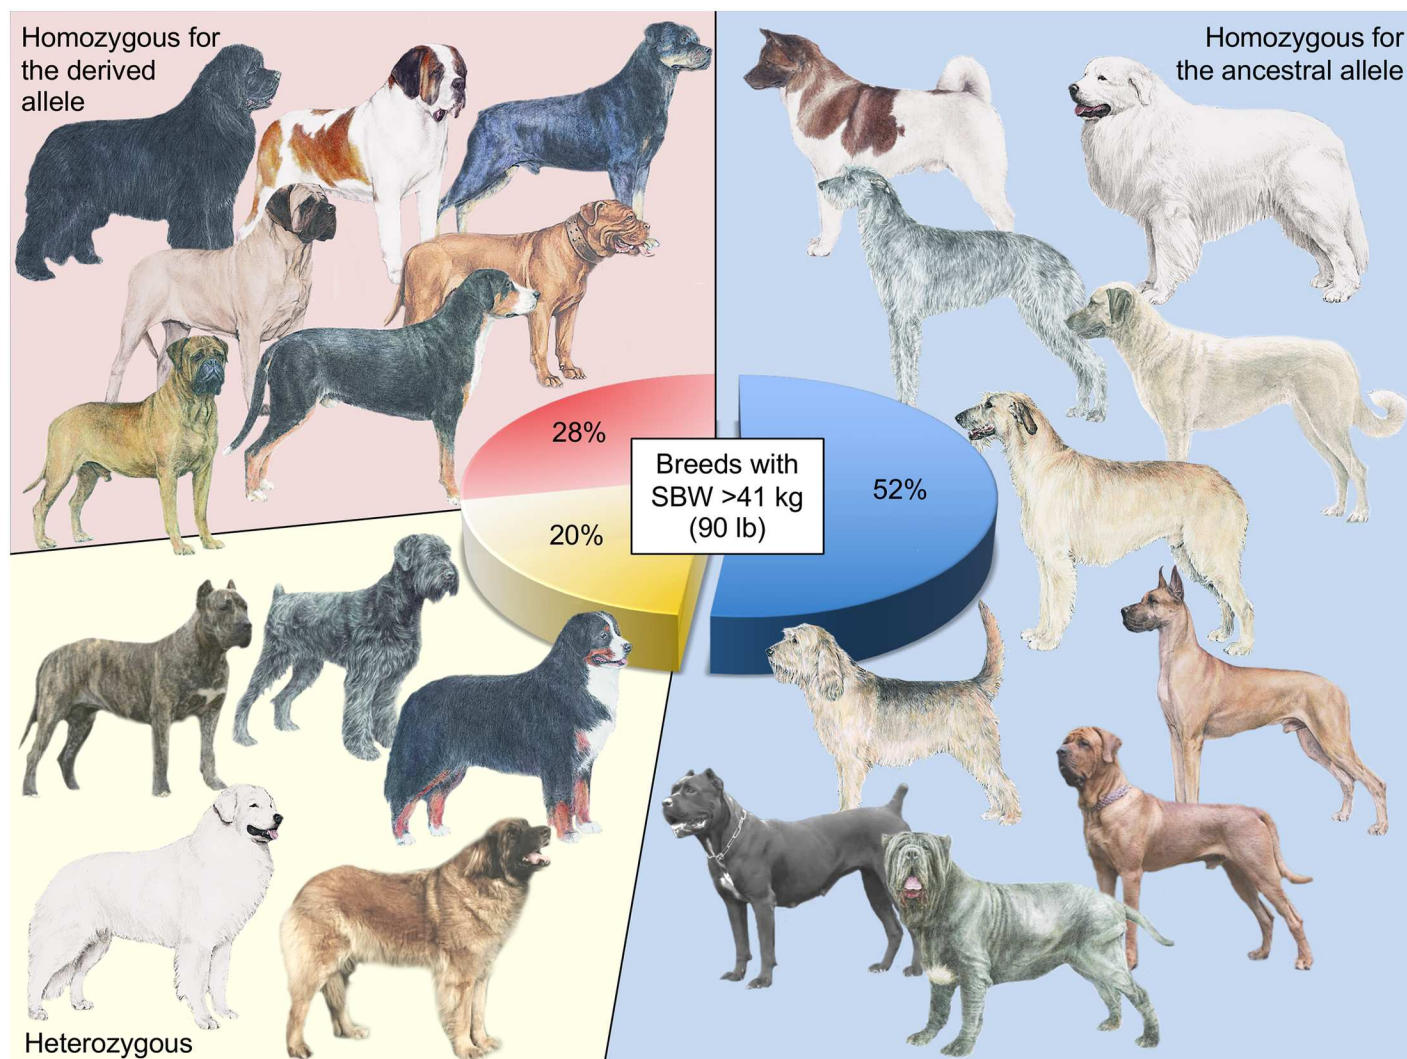 Homozygous for
the derived
allele
Homozygous for
the ancestral allele
28%
Breeds with
SBW >41 kg
(90 lb)
52%
20%
Heterozygous